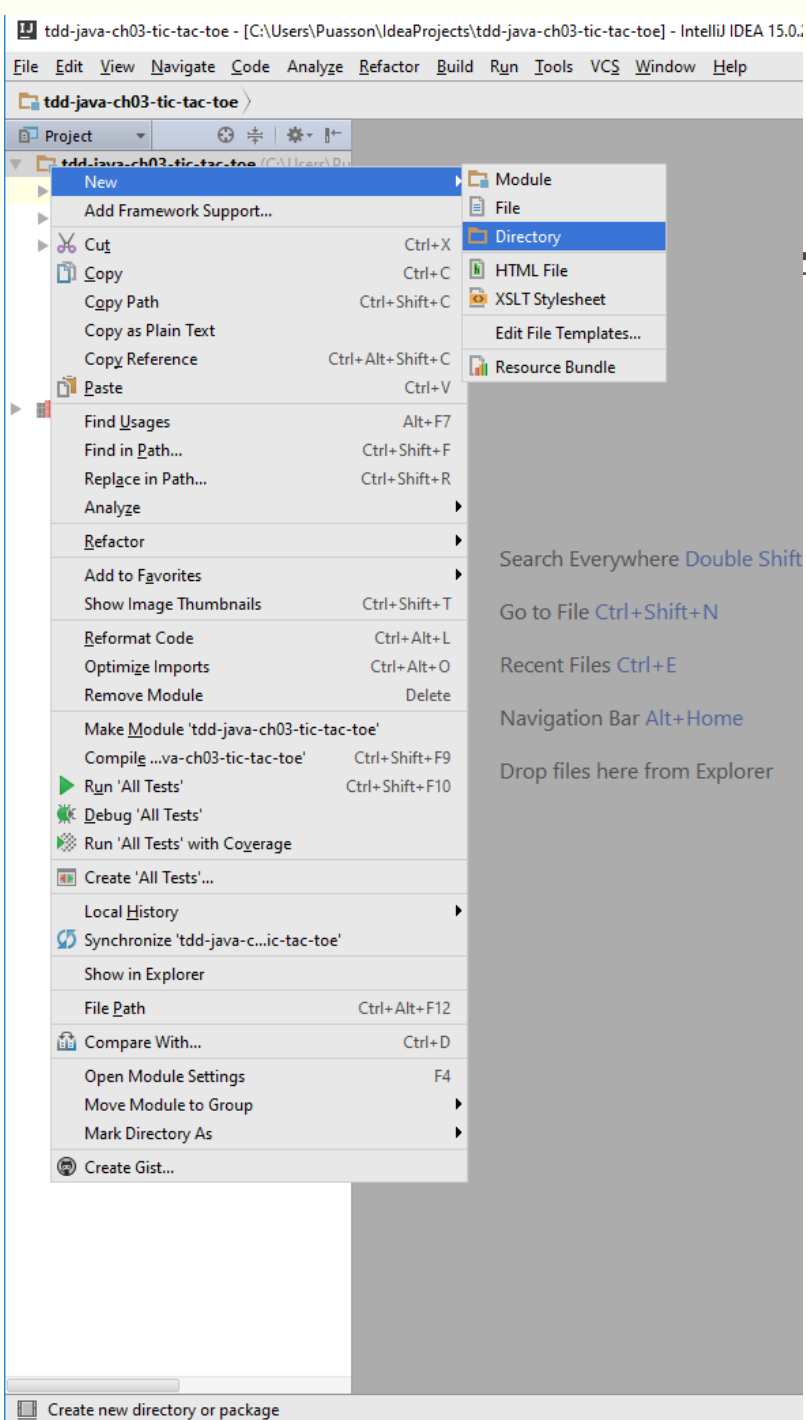 tdd-java-ch03-tic-tac-toe - [C:\Users\Puasson\IdeaProjects\tdd-java-ch03-tic-tac-toe] - IntelliJ IDEA 15.0.2
File Edit View Navigate Code Analyze Refactor Build Run Tools VCS Window Help
tdd-java-ch03-tic-tac-toe
Project
tdd-java-ch03-tic-tac-toe (C:\Users\Pu
New
Add Framework Support...
Cut Ctrl+X
Copy Ctrl+C
Copy Path Ctrl+Shift+C
Copy as Plain Text
Copy Reference Ctrl+Alt+Shift+C
Paste Ctrl+V
Find Usages Alt+F7
Find in Path... Ctrl+Shift+F
Replace in Path... Ctrl+Shift+R
Analyze
Refactor
Add to Favorites
Show Image Thumbnails Ctrl+Shift+T
Reformat Code Ctrl+Alt+L
Optimize Imports Ctrl+Alt+O
Remove Module Delete
Make Module 'tdd-java-ch03-tic-tac-toe'
Compile ...va-ch03-tic-tac-toe' Ctrl+Shift+F9
Run 'All Tests' Ctrl+Shift+F10
Debug 'All Tests'
Run 'All Tests' with Coverage
Create 'All Tests'...
Local History
Synchronize 'tdd-java-c...ic-tac-toe'
Show in Explorer
File Path Ctrl+Alt+F12
Compare With... Ctrl+D
Open Module Settings F4
Move Module to Group
Mark Directory As
Create Gist...
Module
File
Directory
HTML File
XSLT Stylesheet
Edit File Templates...
Resource Bundle
Search Everywhere Double Shift
Go to File Ctrl+Shift+N
Recent Files Ctrl+E
Navigation Bar Alt+Home
Drop files here from Explorer
Create new directory or package